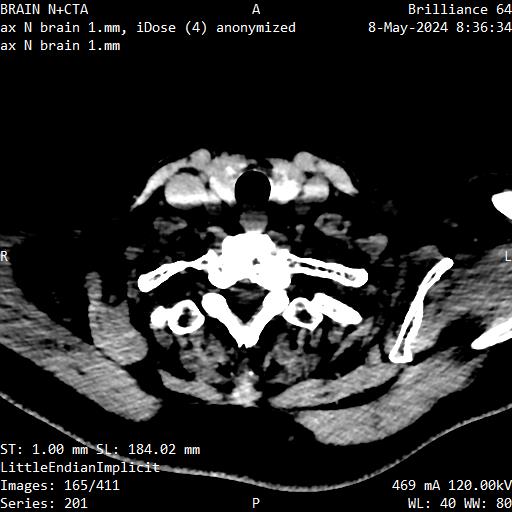 BRAIN N+CTA
ax N brain 1.mm, iDose (4) anonymized
ax N brain 1.mm
A
Brilliance 64
8-May-2024 8:36:34
R
L
ST: 1.00 mm SL: 184.02 mm
LittleEndianImplicit
Images: 165/411
Series: 201
P
469 mA 120.00kV
WL: 40 WW: 80